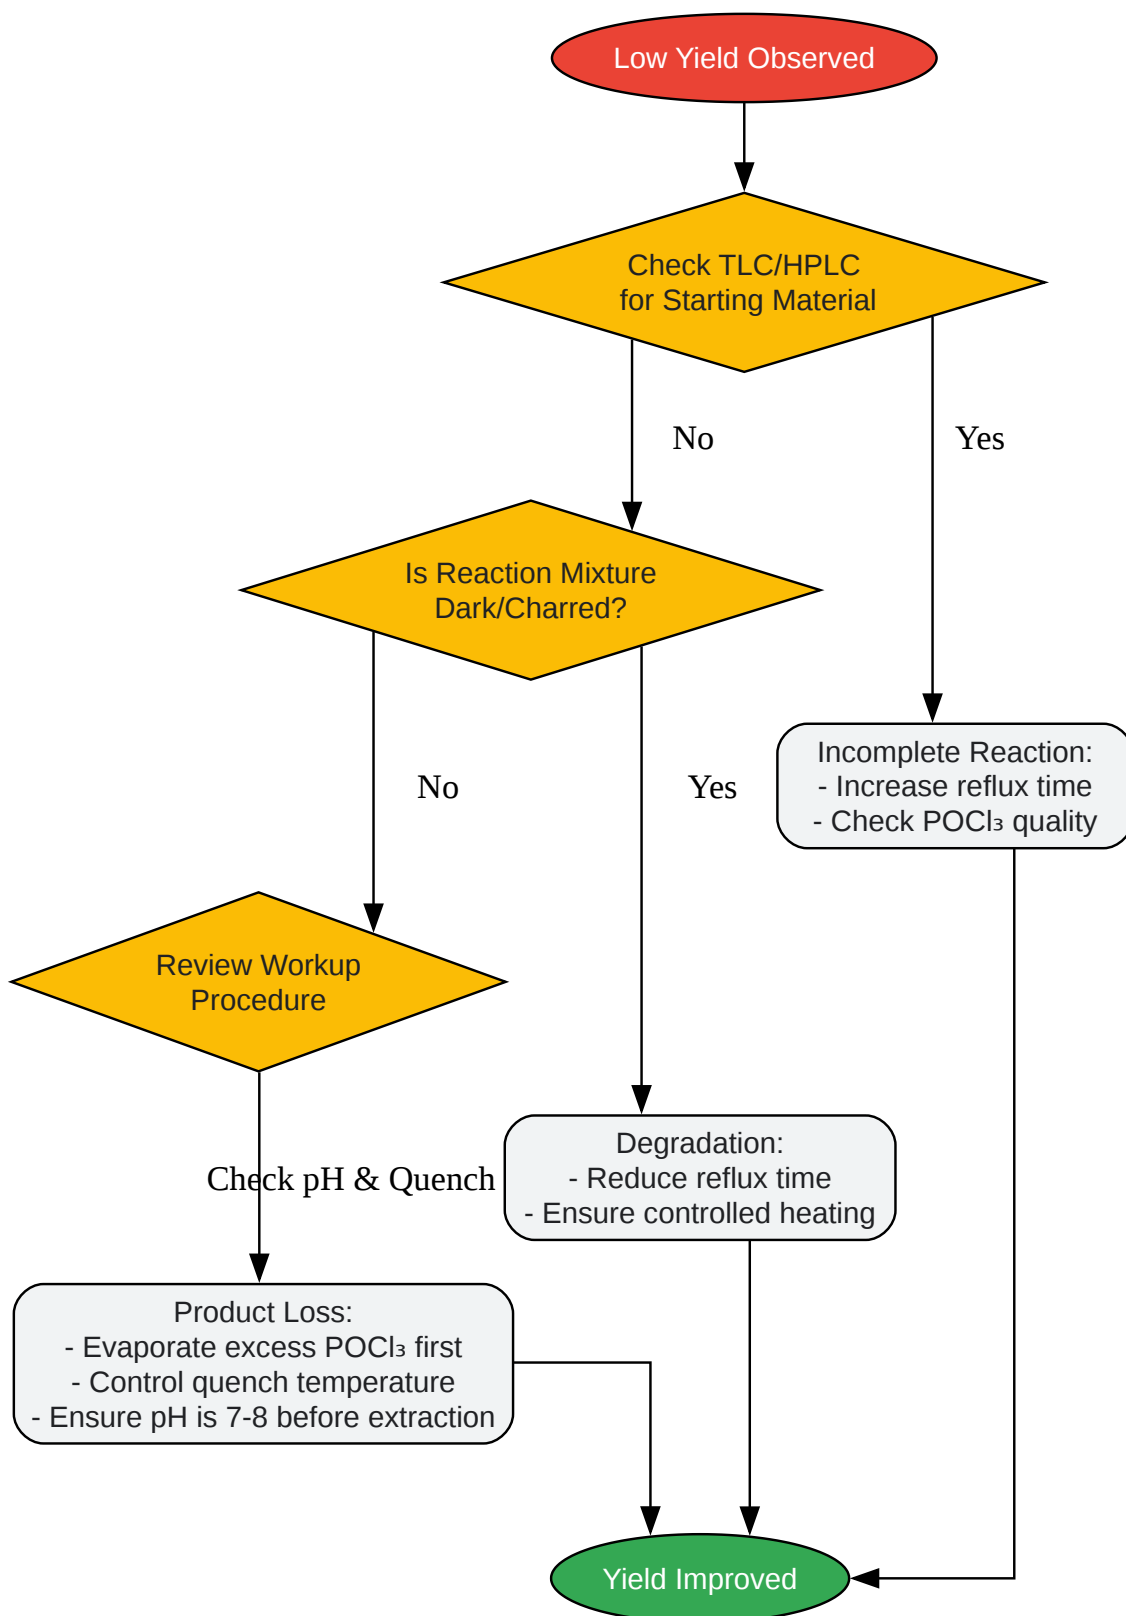 Low Yield Observed
Check TLC/HPLC
for Starting Material
No
Yes
Is Reaction Mixture
Dark/Charred?
No
Yes
Incomplete Reaction:
- Increase reflux time
- Check POCl₃ quality
Review Workup
Procedure
Check pH & Quench
Degradation:
- Reduce reflux time
- Ensure controlled heating
Product Loss:
- Evaporate excess POCl₃ first
- Control quench temperature
- Ensure pH is 7-8 before extraction
Yield Improved